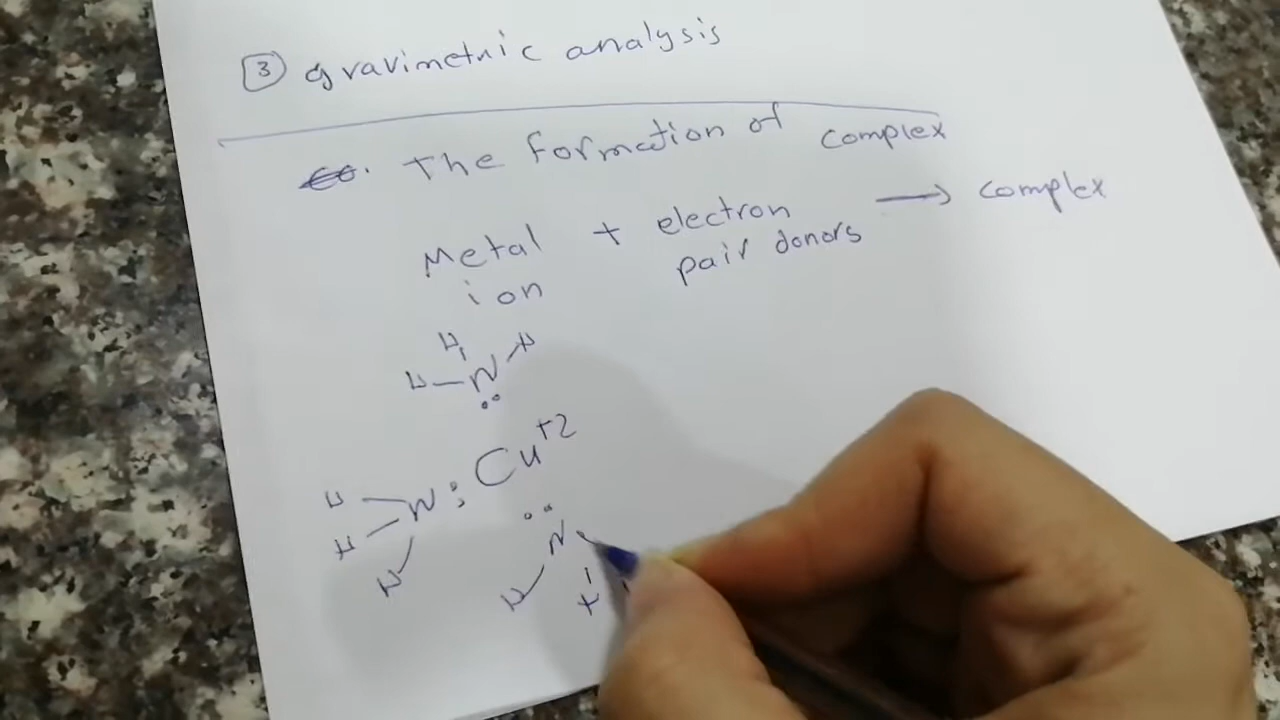 3 gravimetric analysis
The formation of complex
Metal ion + electron pair donors → complex
H H
H N
Cu+2
H N
H
H
N
H H